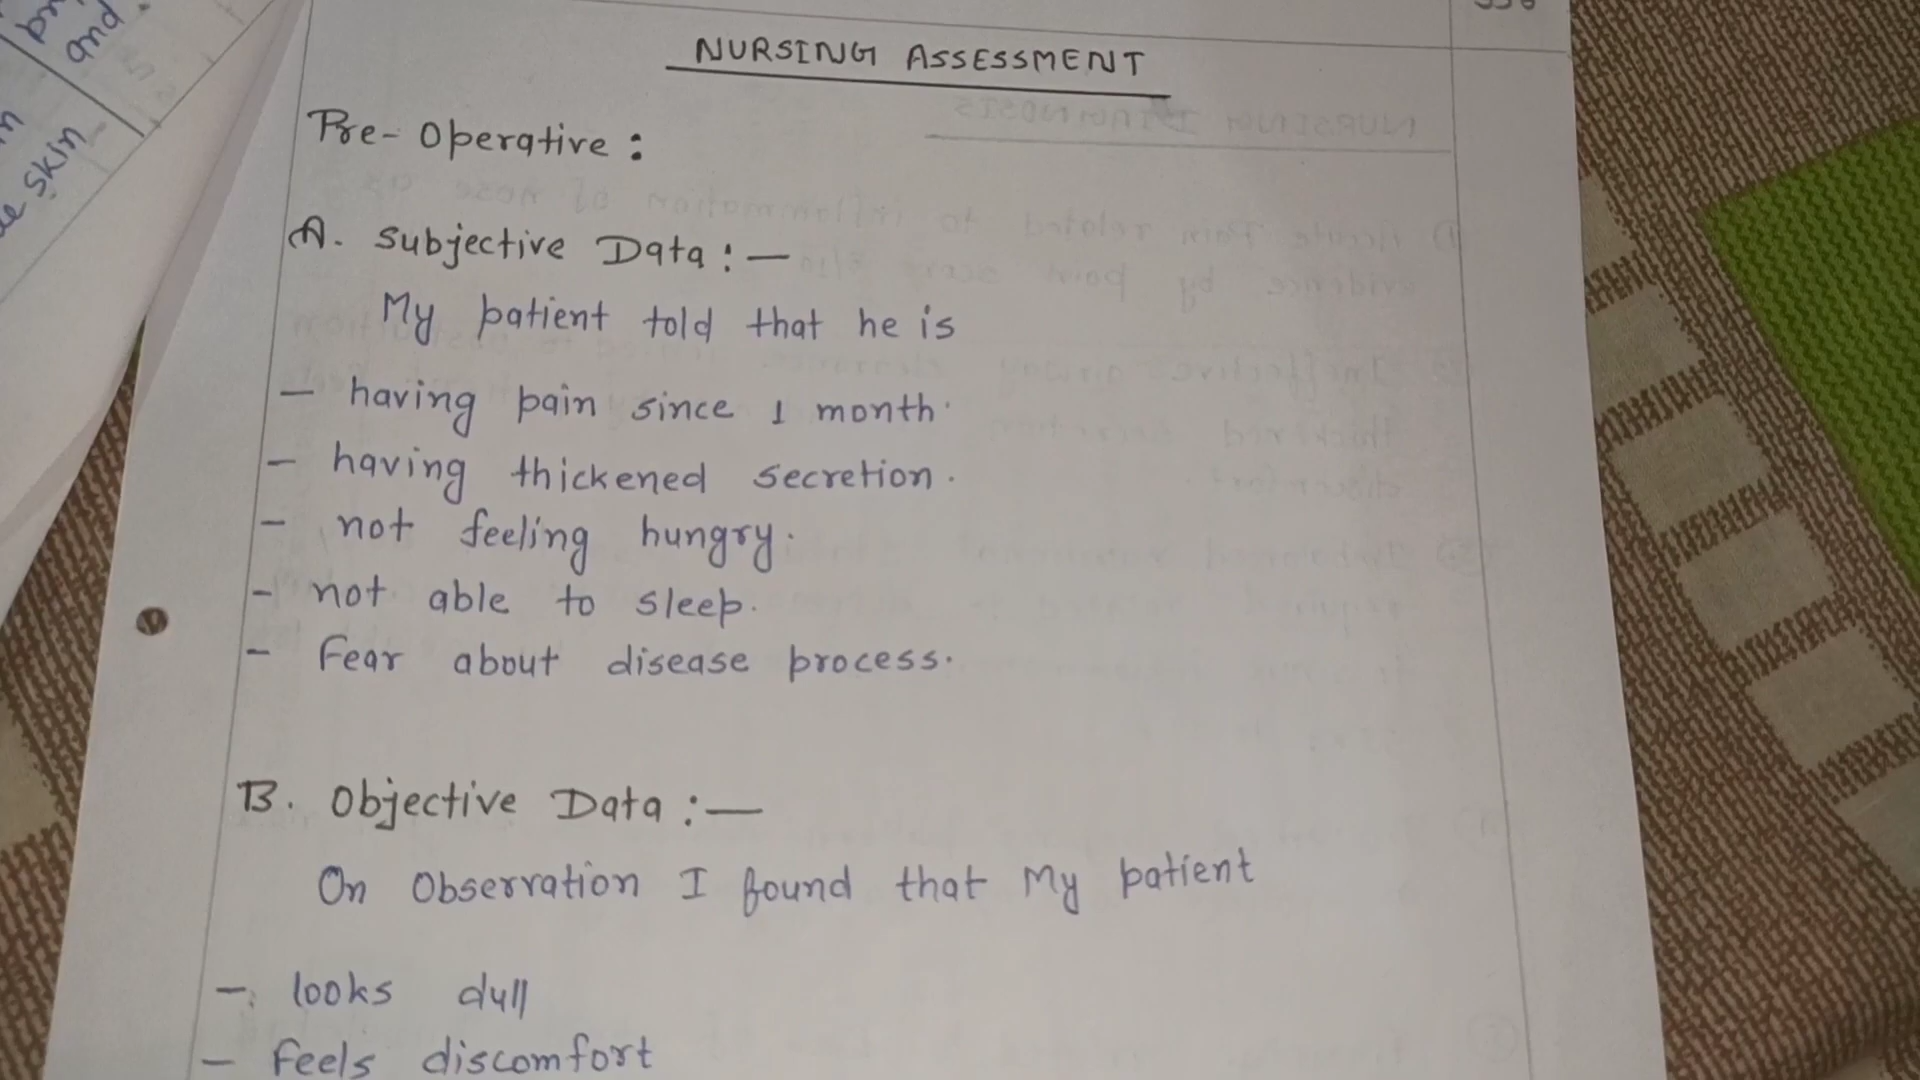 NURSING ASSESSMENT
Pre-Operative :
A. Subjective Data :—
My patient told that he is
- having pain since 1 month.
- having thickened secretion.
- not feeling hungry.
- not able to sleep.
- Fear about disease process.
B. Objective Data :—
On Observation I found that My patient
- looks dull
- Feels discomfort
and
skin